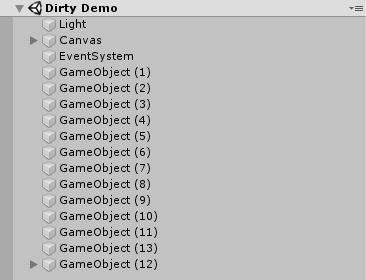 Dirty Demo
Light
Canvas
EventSystem
GameObject (1)
GameObject (2)
GameObject (3)
GameObject (4)
GameObject (5)
GameObject (6)
GameObject (7)
GameObject (8)
GameObject (9)
GameObject (10)
GameObject (11)
GameObject (13)
GameObject (12)